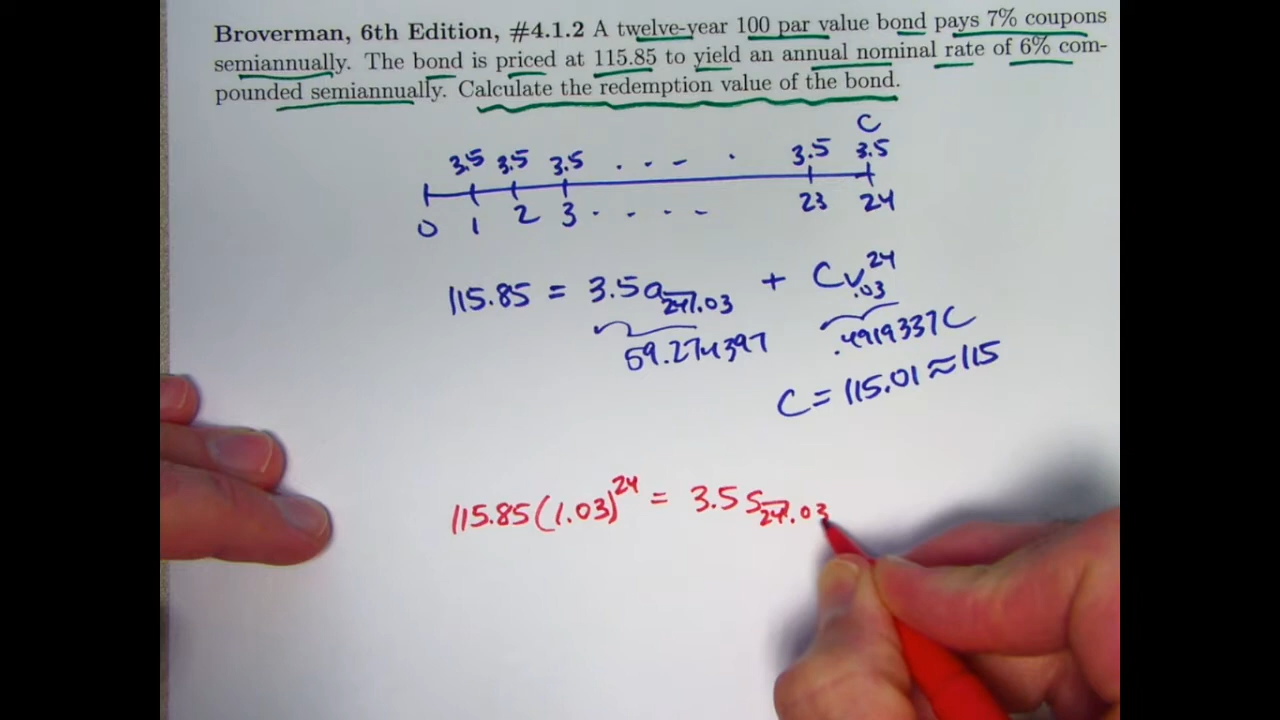 Broverman, 6th Edition, #4.1.2 A twelve-year 100 par value bond pays 7% coupons
semiannually. The bond is priced at 115.85 to yield an annual nominal rate of 6% com-
pounded semiannually. Calculate the redemption value of the bond.
C
3.5 3.5 3.5 . . . . 3.5 3.5
0 1 2 3 . . . . 23 24
115.85 = 3.5a24¬.03 + Cv.03^24
59.274397 .4919337C
C = 115.01 ≈ 115
115.85(1.03)^24 = 3.5 s24¬.03